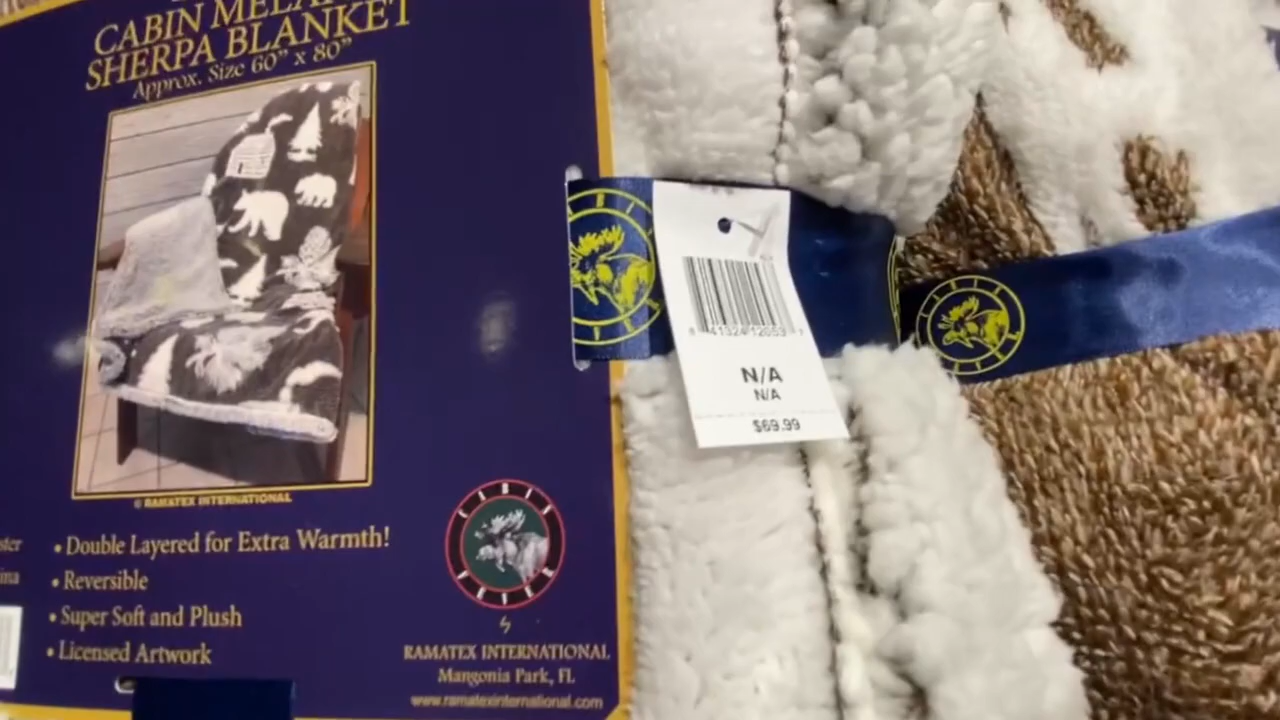 CABIN
SHERPA BLANKET
Approx. Size 60” x 80”
© RAMATEX INTERNATIONAL
• Double Layered for Extra Warmth!
• Reversible
• Super Soft and Plush
• Licensed Artwork
RAMATEX INTERNATIONAL
Mangonia Park, FL
www.ramatexinternational.com
N/A
N/A
$69.99